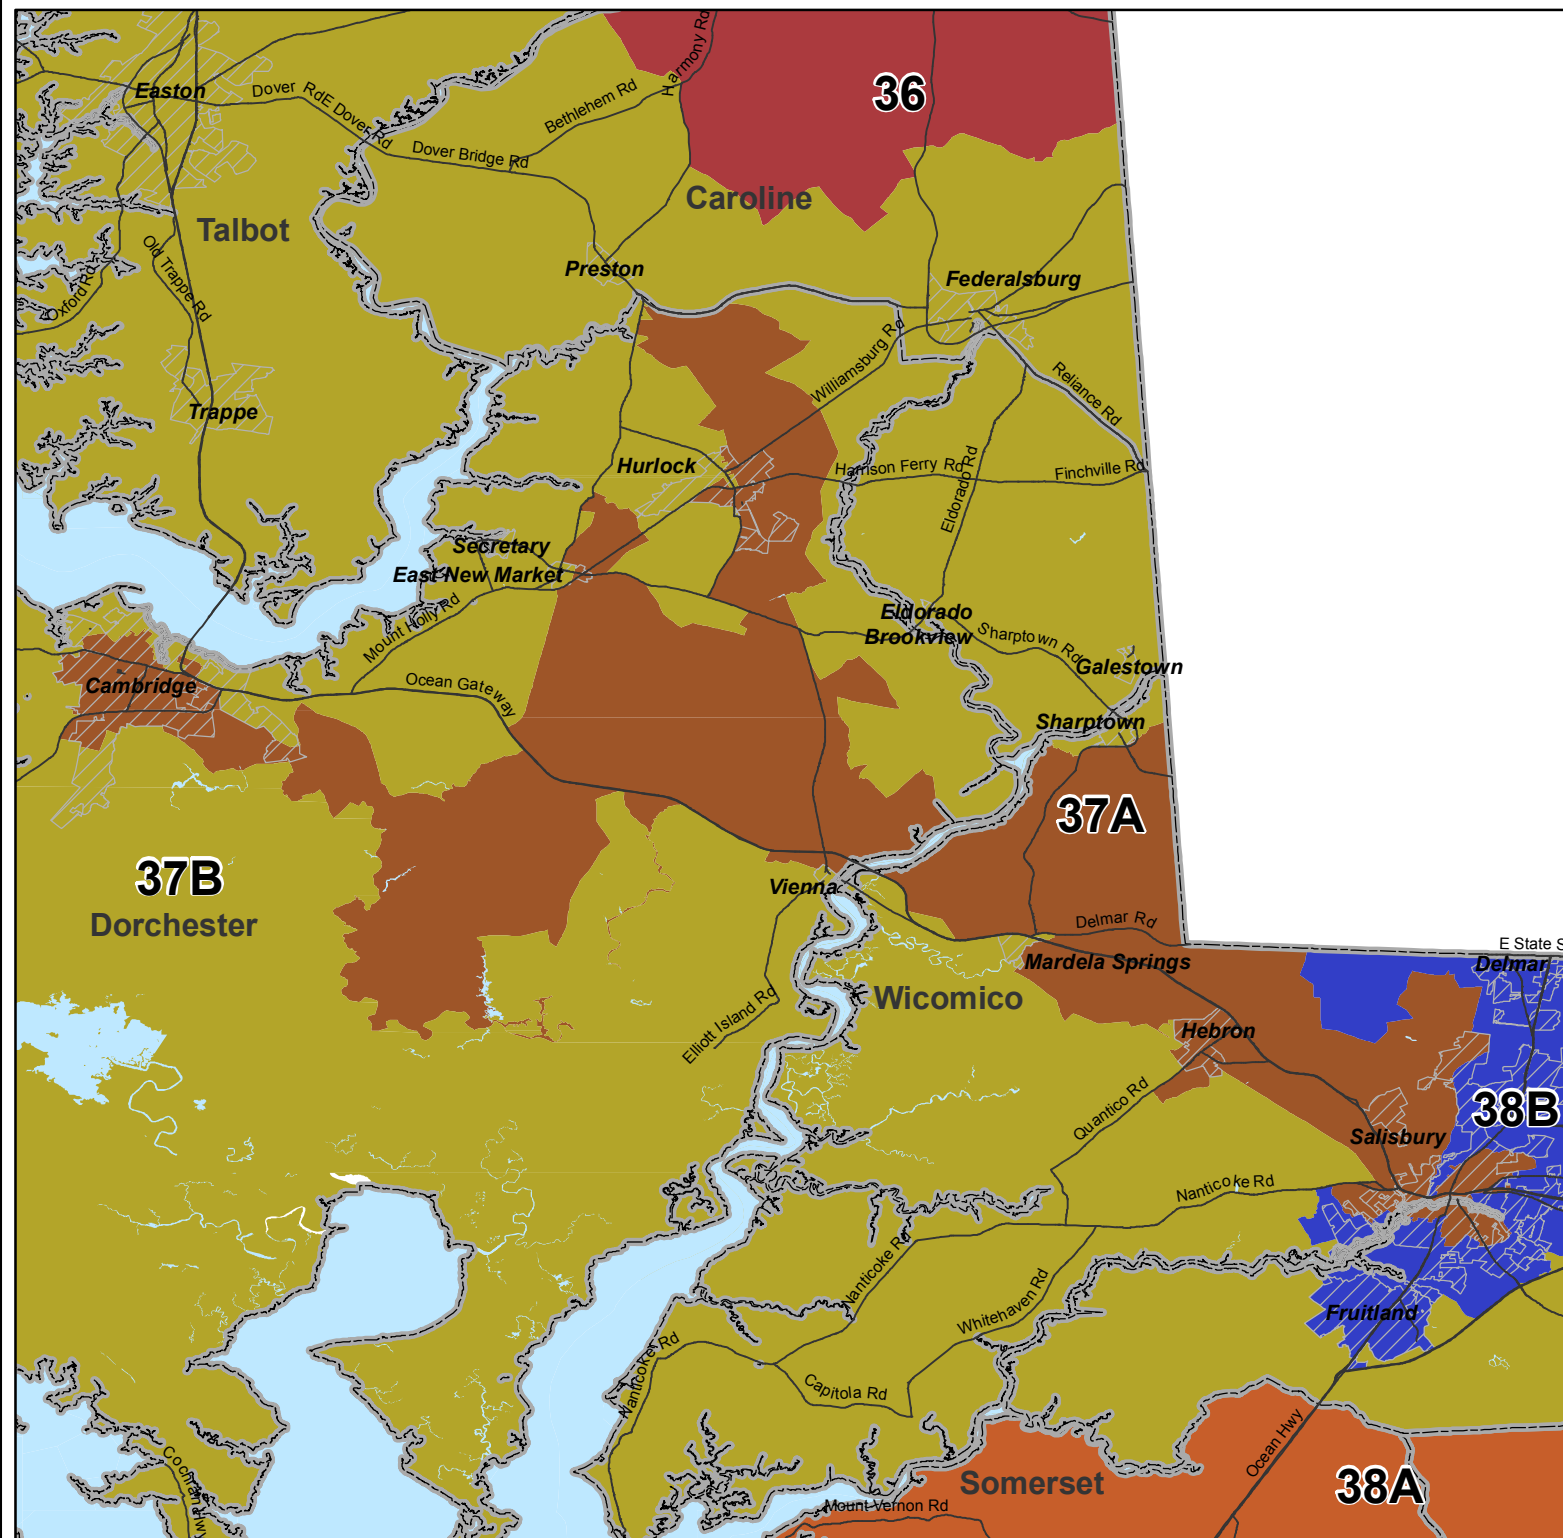 Harmony Rd
36
Easton
Dover Rd
E Dover Rd
Bethlehem Rd
Dover Bridge Rd
Caroline
Talbot
Old Trappe Rd
Oxford Rd
Preston
Federalsburg
Williamsburg Rd
Reliance Rd
Trappe
Hurlock
Harrison Ferry Rd
Finchville Rd
Eldorado Rd
Secretary
East New Market
Mount Holly Rd
Eldorado
Brookview
Sharptown Rd
Galestown
Cambridge
Ocean Gateway
Sharptown
37A
37B
Vienna
Dorchester
Delmar Rd
E State S
Mardela Springs
Delmar
Wicomico
Elliott Island Rd
Hebron
Quantico Rd
38B
Salisbury
Nanticoke Rd
Nanticoke R
Whitehaven Rd
Fruitland
Nanticoke Rd
Capitola Rd
Ocean Hwy
Cochran Hwy
Somerset
38A
Mount Vernon Rd